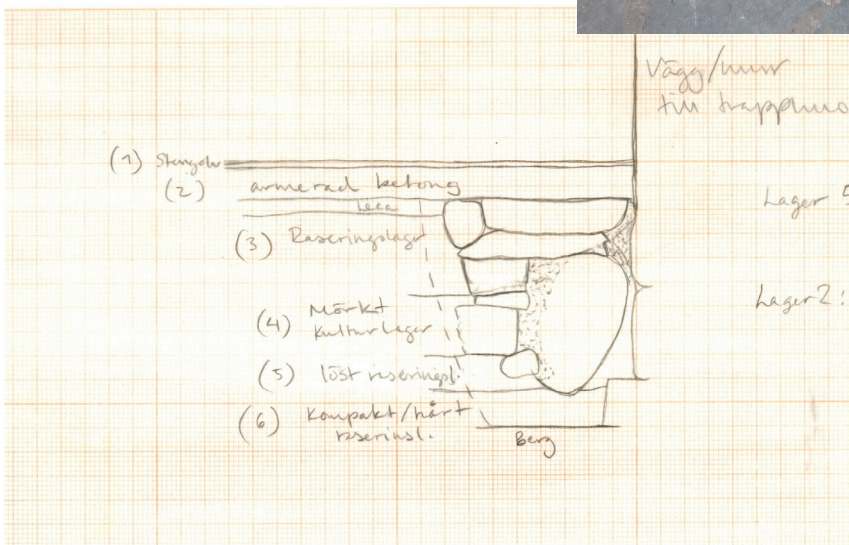 Vägg/mur
till trapphus
(1) Stengolv
(2) armerad betong
Leca
(3) Raseringslager
Lager 5
Lager 2:
(4) Mörkt
Kulturlager
(5) löst raseringsl.
(6) Kompakt/hårt
raseringsl.
Berg